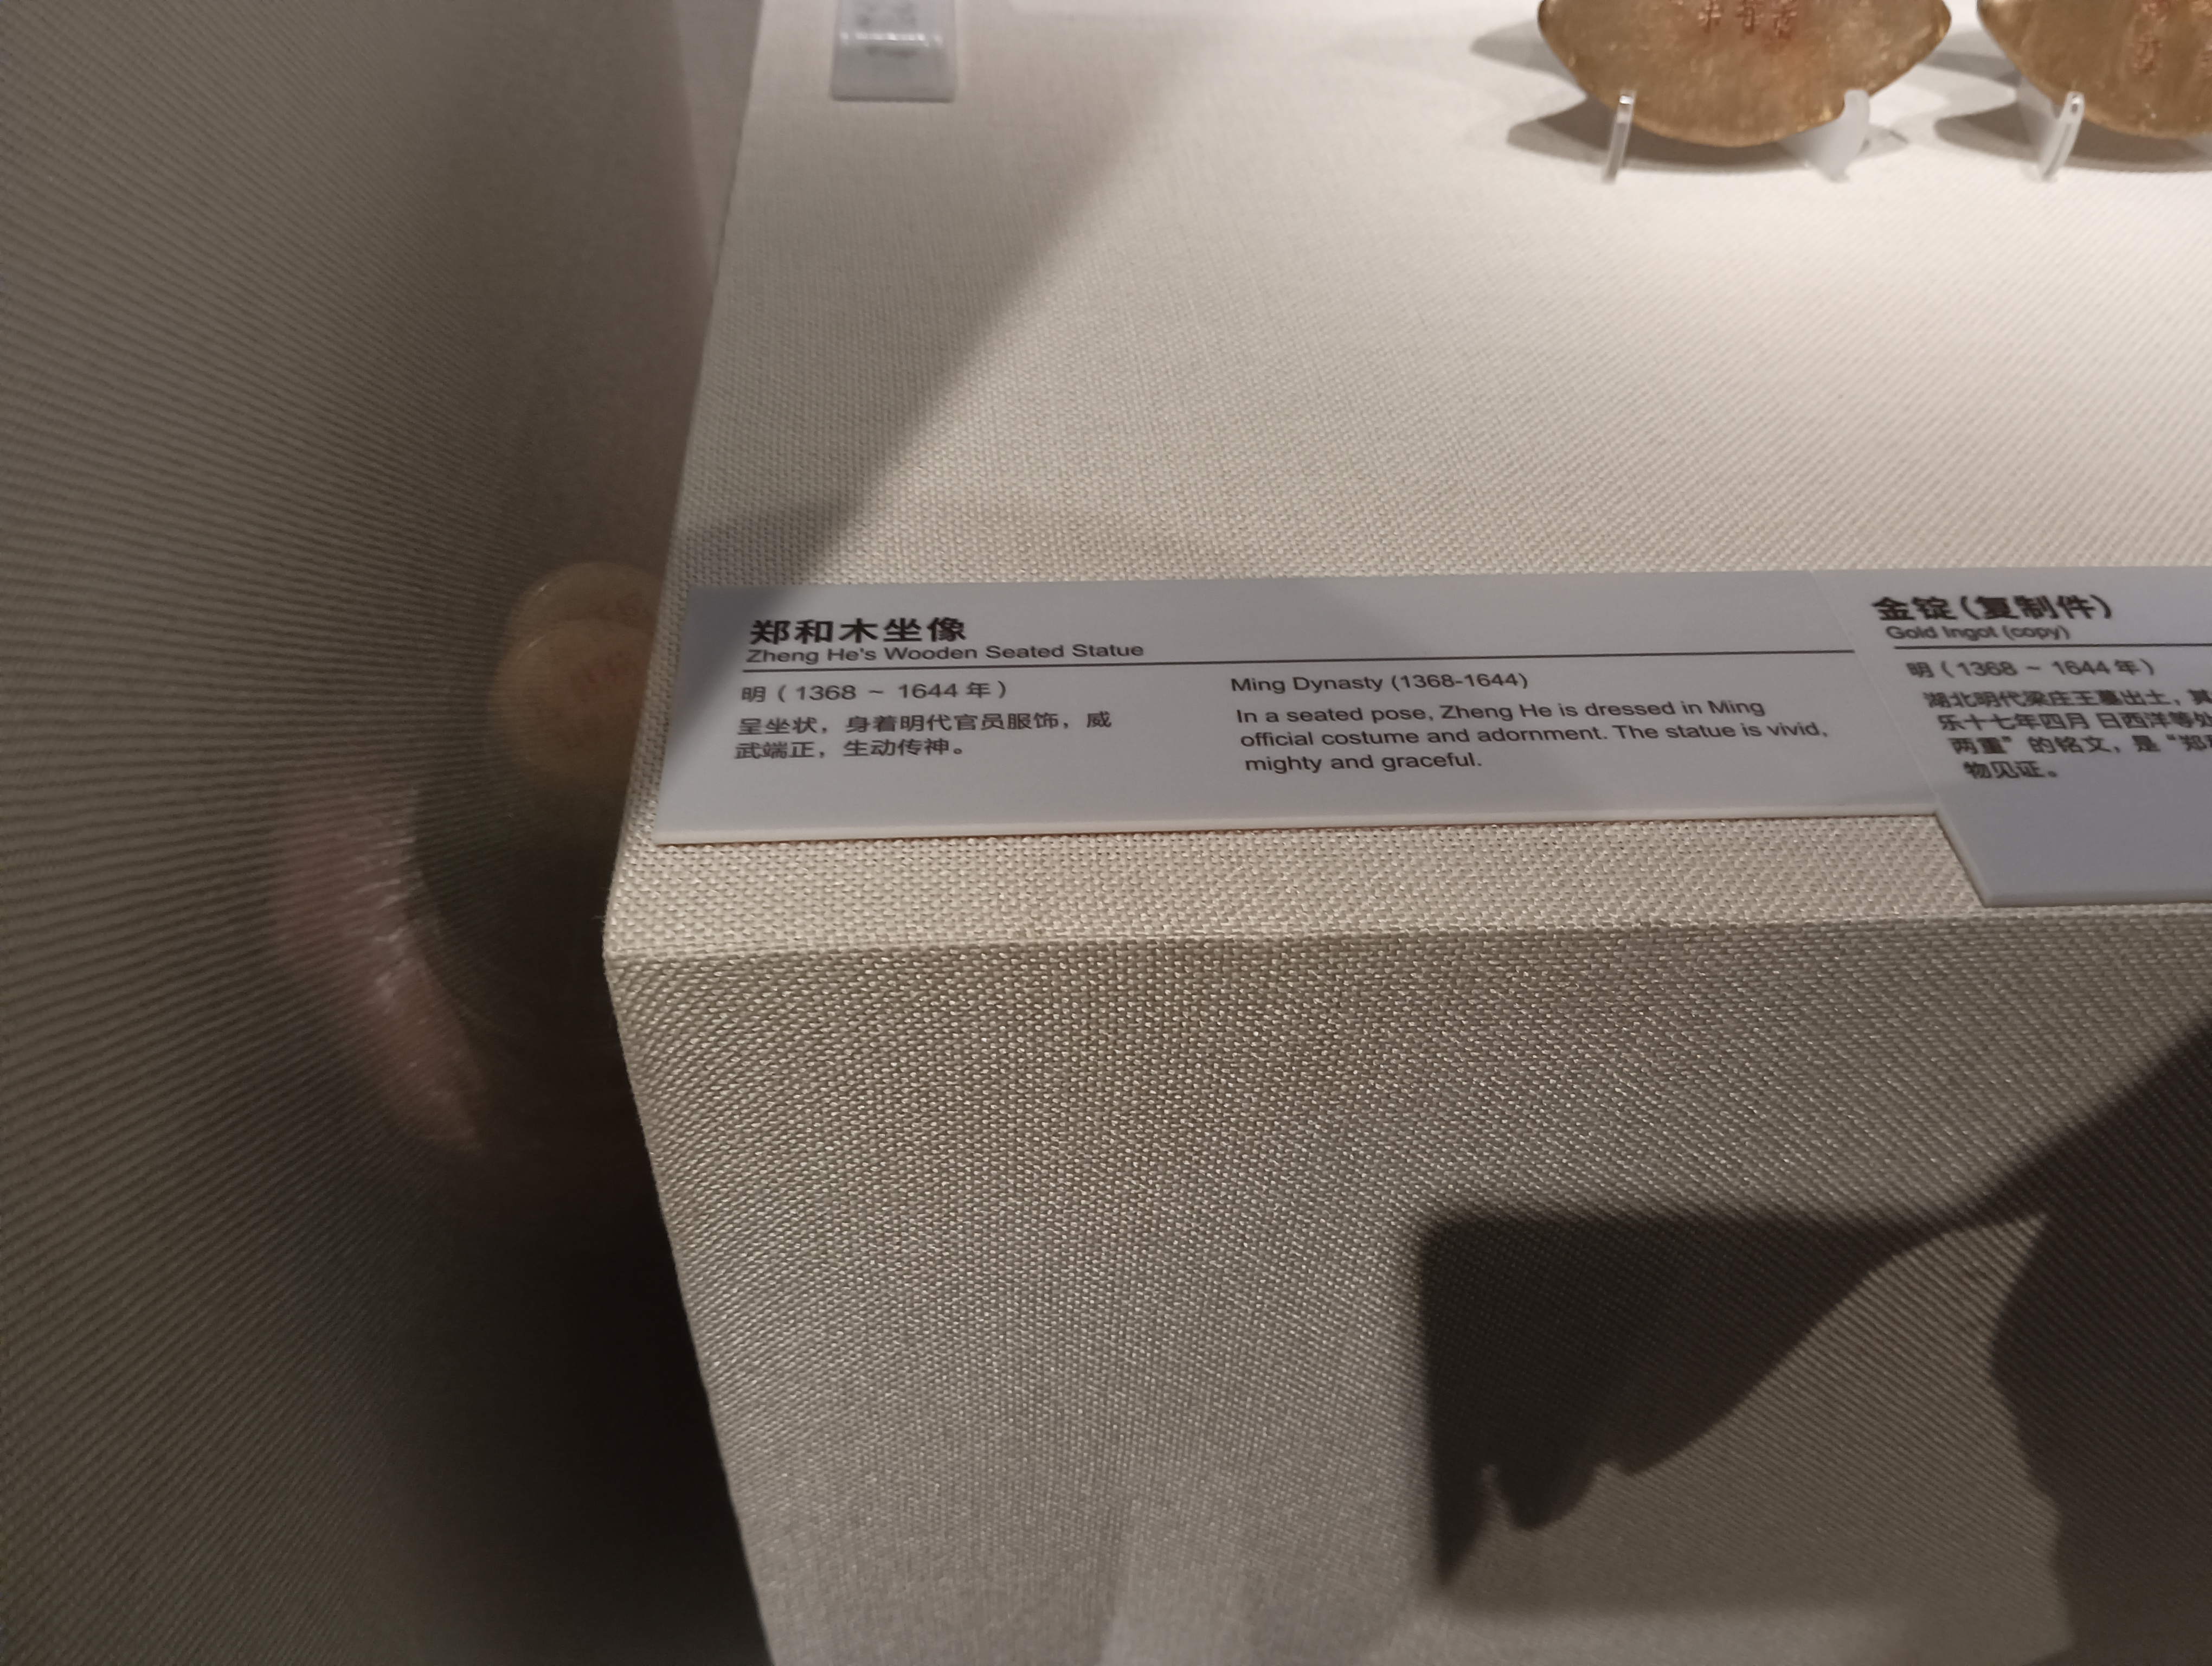 郑和木坐像
Zheng He's Wooden Seated Statue
明（1368 ~ 1644 年）
呈坐状，身着明代官员服饰，威
武端正，生动传神。
Ming Dynasty (1368-1644)
In a seated pose, Zheng He is dressed in Ming
official costume and adornment. The statue is vivid,
mighty and graceful.
金锭（复制件）
Gold Ingot (copy)
明（1368 ~ 1644 年）
湖北明代梁庄王墓出土，其
乐十七年四月 日西洋等处
两重”的铭文，是“郑和
物见证。